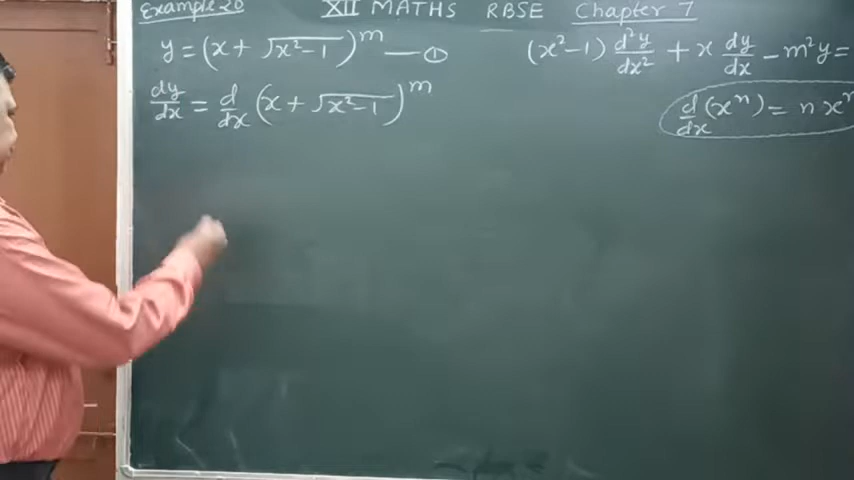 Example 20 XII MATHS RBSE Chapter 7
y = (x + √x²-1)ᵐ — ①
(x²-1) d²y/dx² + x dy/dx - m²y =
dy/dx = d/dx (x + √x²-1)ᵐ
d/dx (xⁿ) = n xⁿ